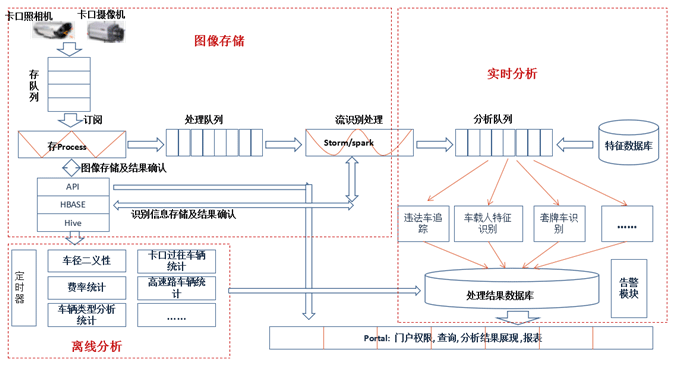 卡口照相机
卡口摄像机
图像存储
实时分析
存队列
订阅
处理队列
流识别处理
分析队列
存Process
Storm/spark
特征数据库
图像存储及结果确认
API
HBASE
Hive
识别信息存储及结果确认
违法车追
踪
车载人特征
识别
套牌车识
别
……
定时器
车径二义性
卡口过往车辆
统计
费率统计
高速路车辆统
计
车辆类型分析
统计
……
离线分析
处理结果数据库
告警
模块
Portal: 门户权限, 查询, 分析结果展现, 报表